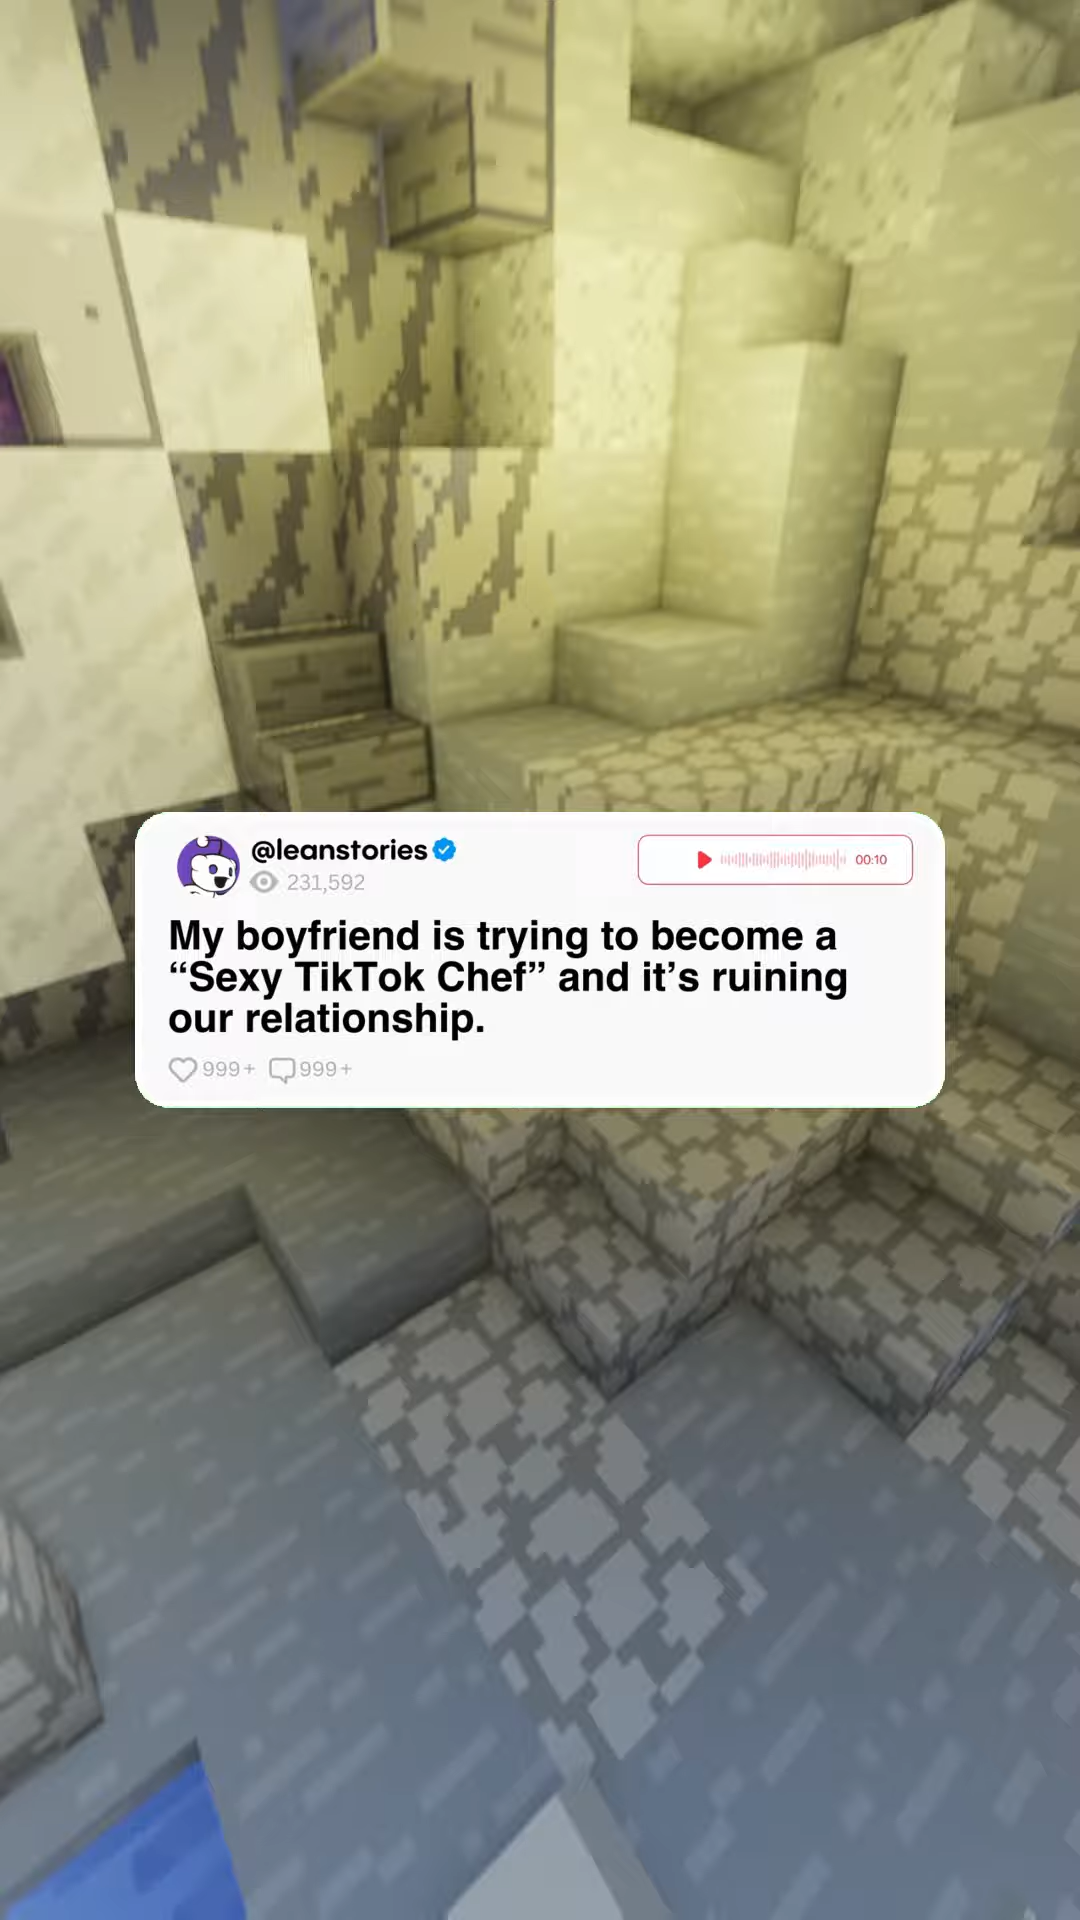 @leanstories
231,592
00:10
My boyfriend is trying to become a
“Sexy TikTok Chef” and it’s ruining
our relationship.
999+ 999+